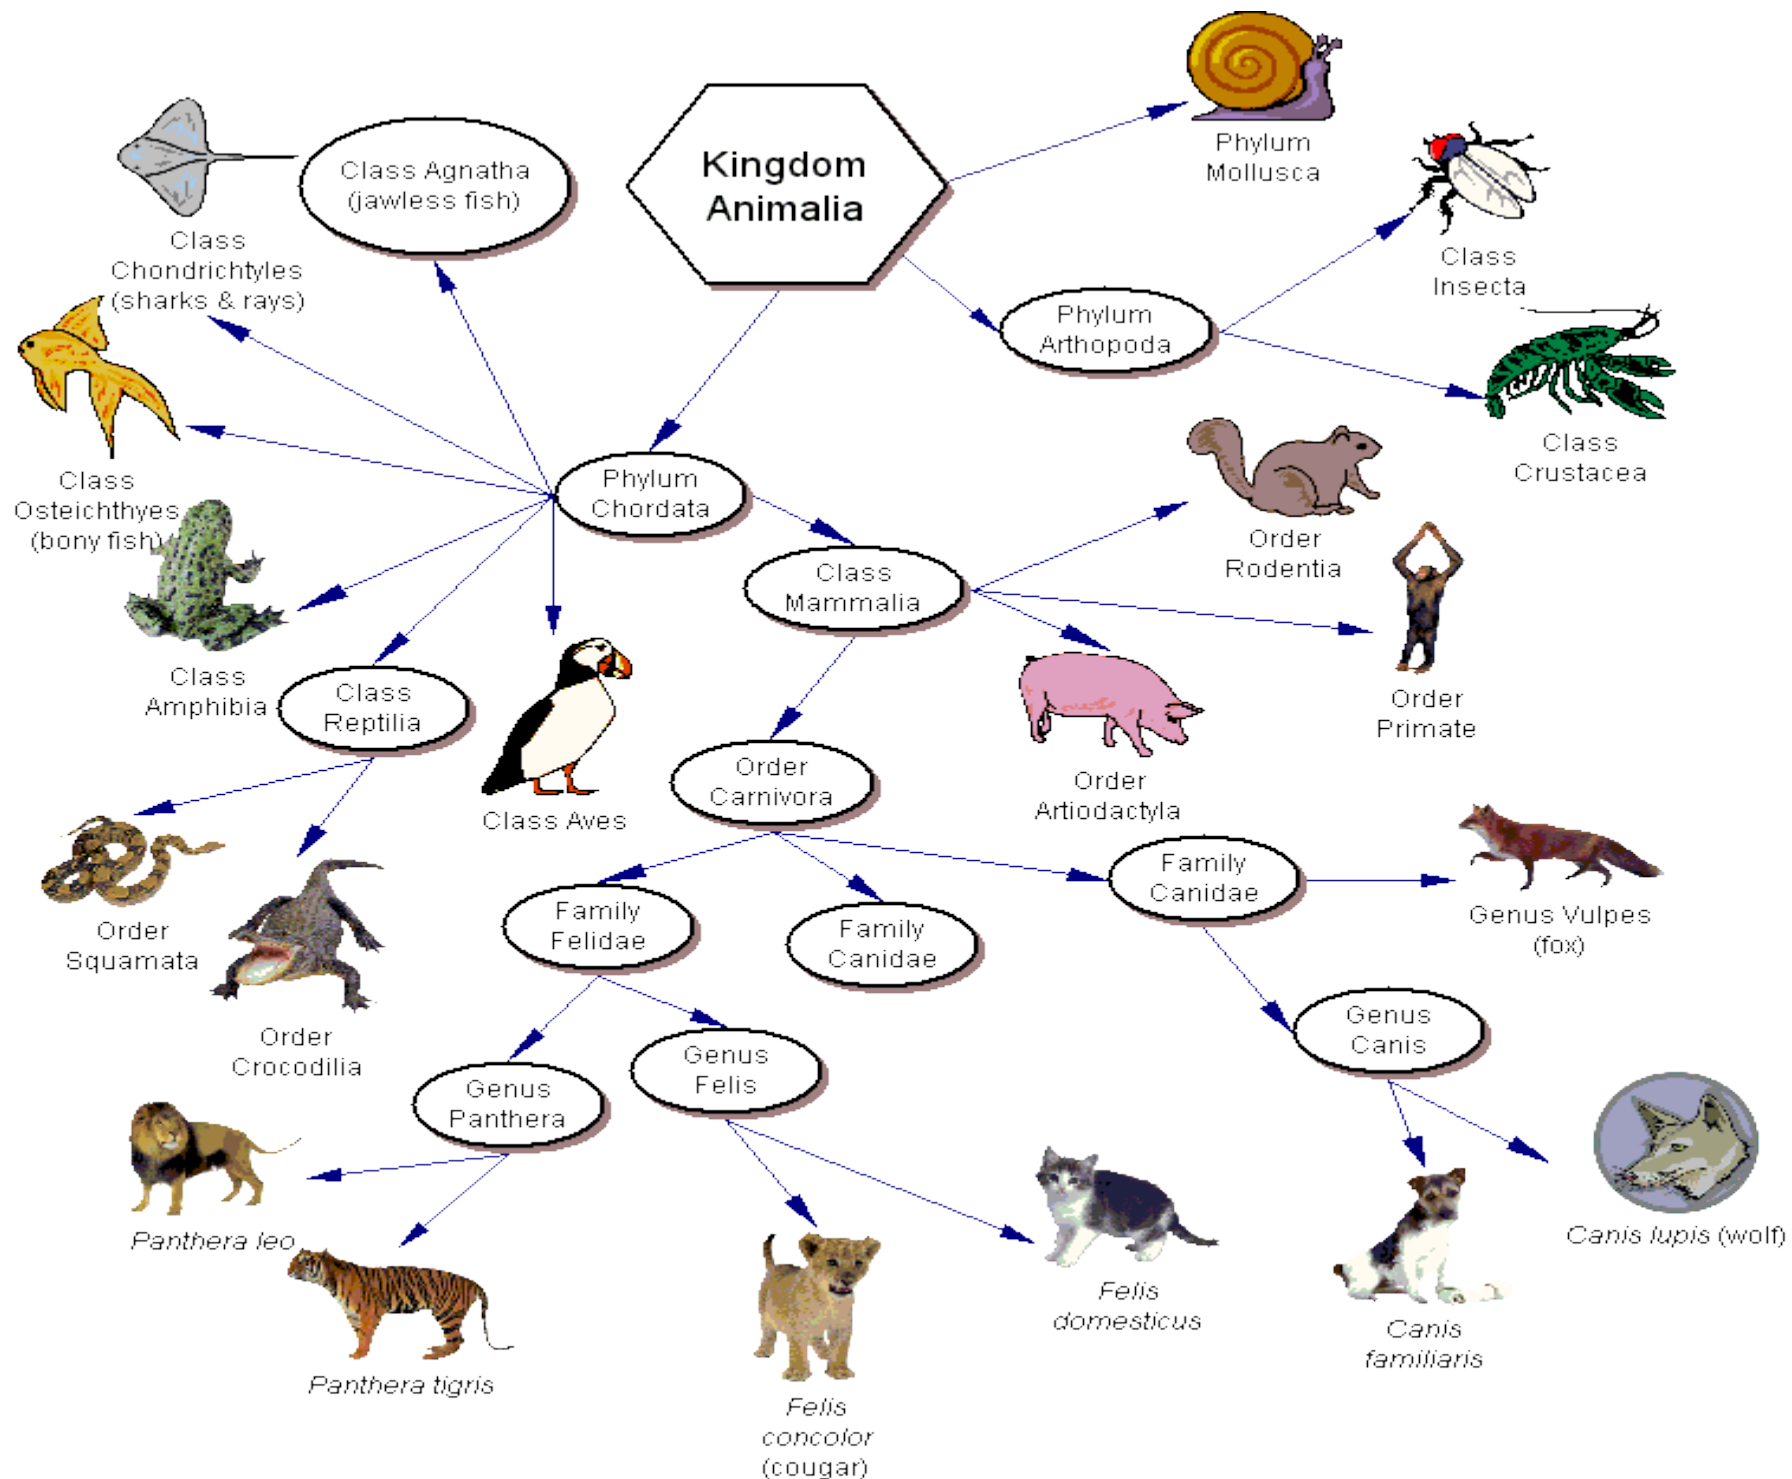 Kingdom
Animalia
Phylum
Mollusca
Class Agnatha
(jawless fish)
Class
Chondrichtyles
(sharks & rays)
Class
Insecta
Phylum
Arthopoda
Class
Crustacea
Class
Osteichthyes
(bony fish)
Phylum
Chordata
Order
Rodentia
Class
Mammalia
Class
Amphibia
Class
Reptilia
Order
Primate
Class Aves
Order
Carnivora
Order
Artiodactyla
Order
Squamata
Family
Felidae
Family
Canidae
Family
Canidae
Genus Vulpes
(fox)
Order
Crocodilia
Genus
Panthera
Genus
Felis
Genus
Canis
Panthera leo
Panthera tigris
Felis
concolor
(cougar)
Felis
domesticus
Canis
familiaris
Canis lupis (wolf)